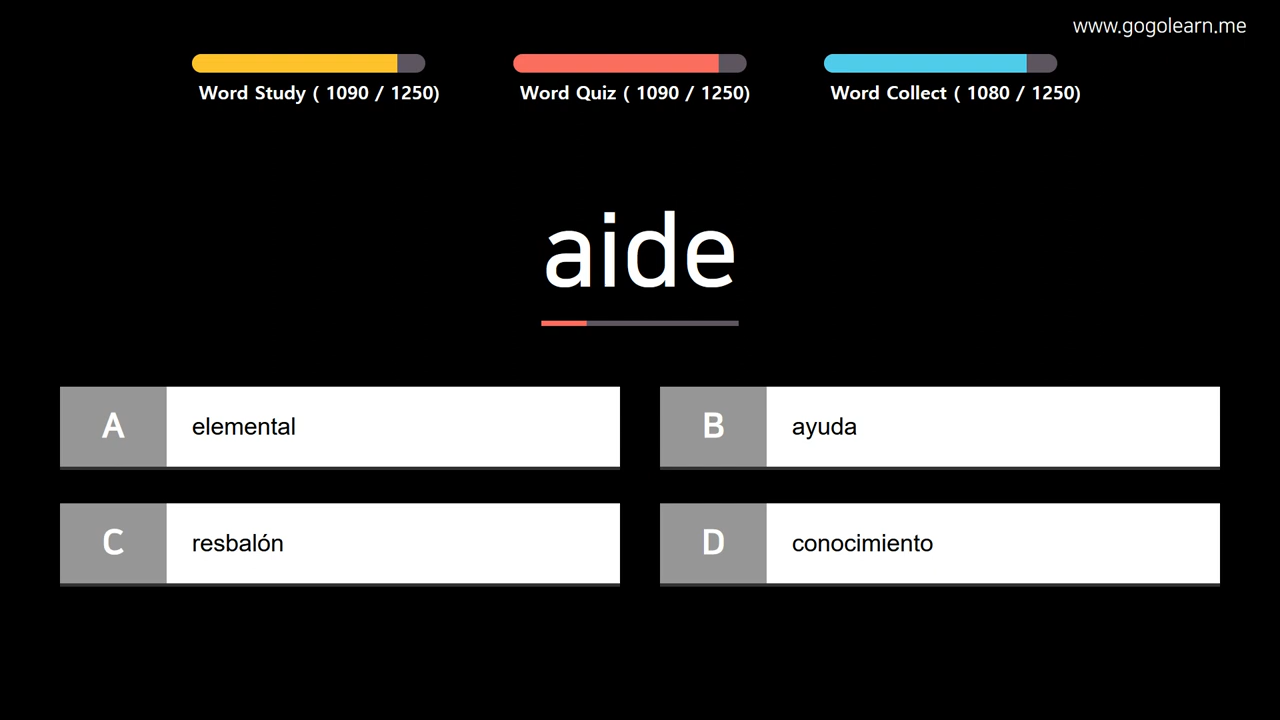 www.gogolearn.me
Word Study ( 1090 / 1250)
Word Quiz ( 1090 / 1250)
Word Collect ( 1080 / 1250)
aide
A elemental
B ayuda
C resbalón
D conocimiento